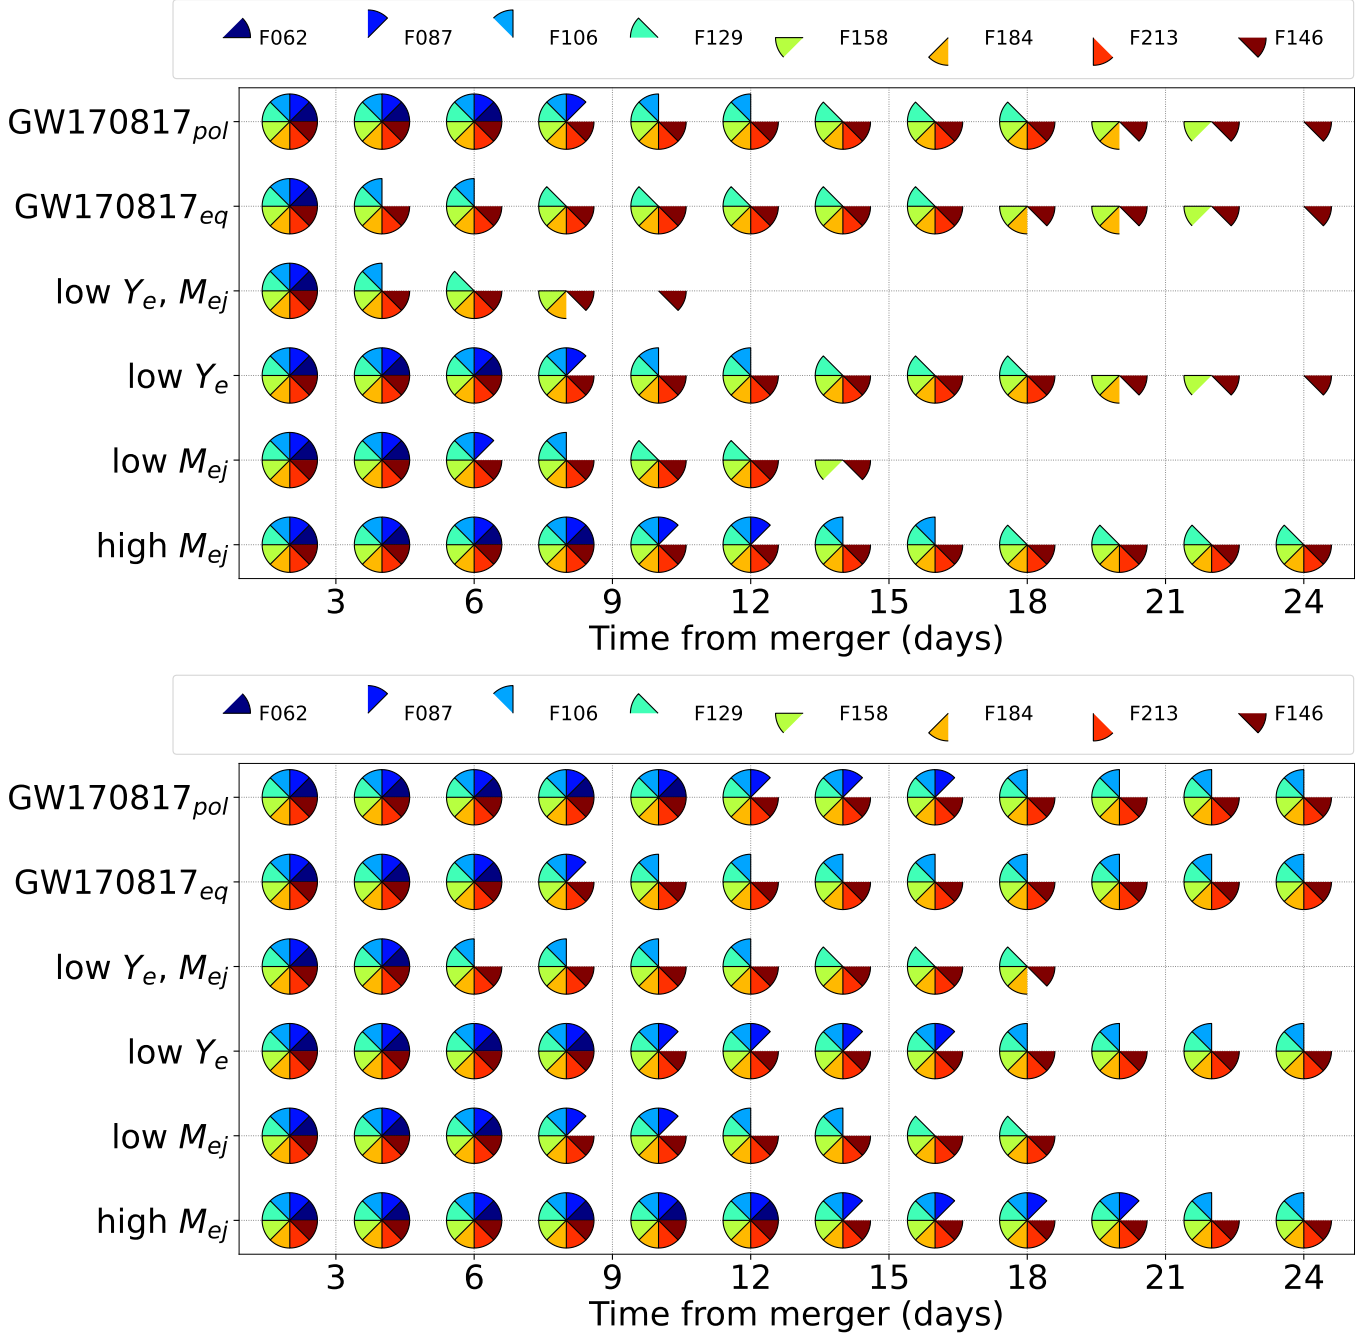 F062 F087 F106 F129 F158 F184 F213 F146
GW170817pol
GW170817eq
low Ye, Mej
low Ye
low Mej
high Mej
3 6 9 12 15 18 21 24
Time from merger (days)
F062 F087 F106 F129 F158 F184 F213 F146
GW170817pol
GW170817eq
low Ye, Mej
low Ye
low Mej
high Mej
3 6 9 12 15 18 21 24
Time from merger (days)